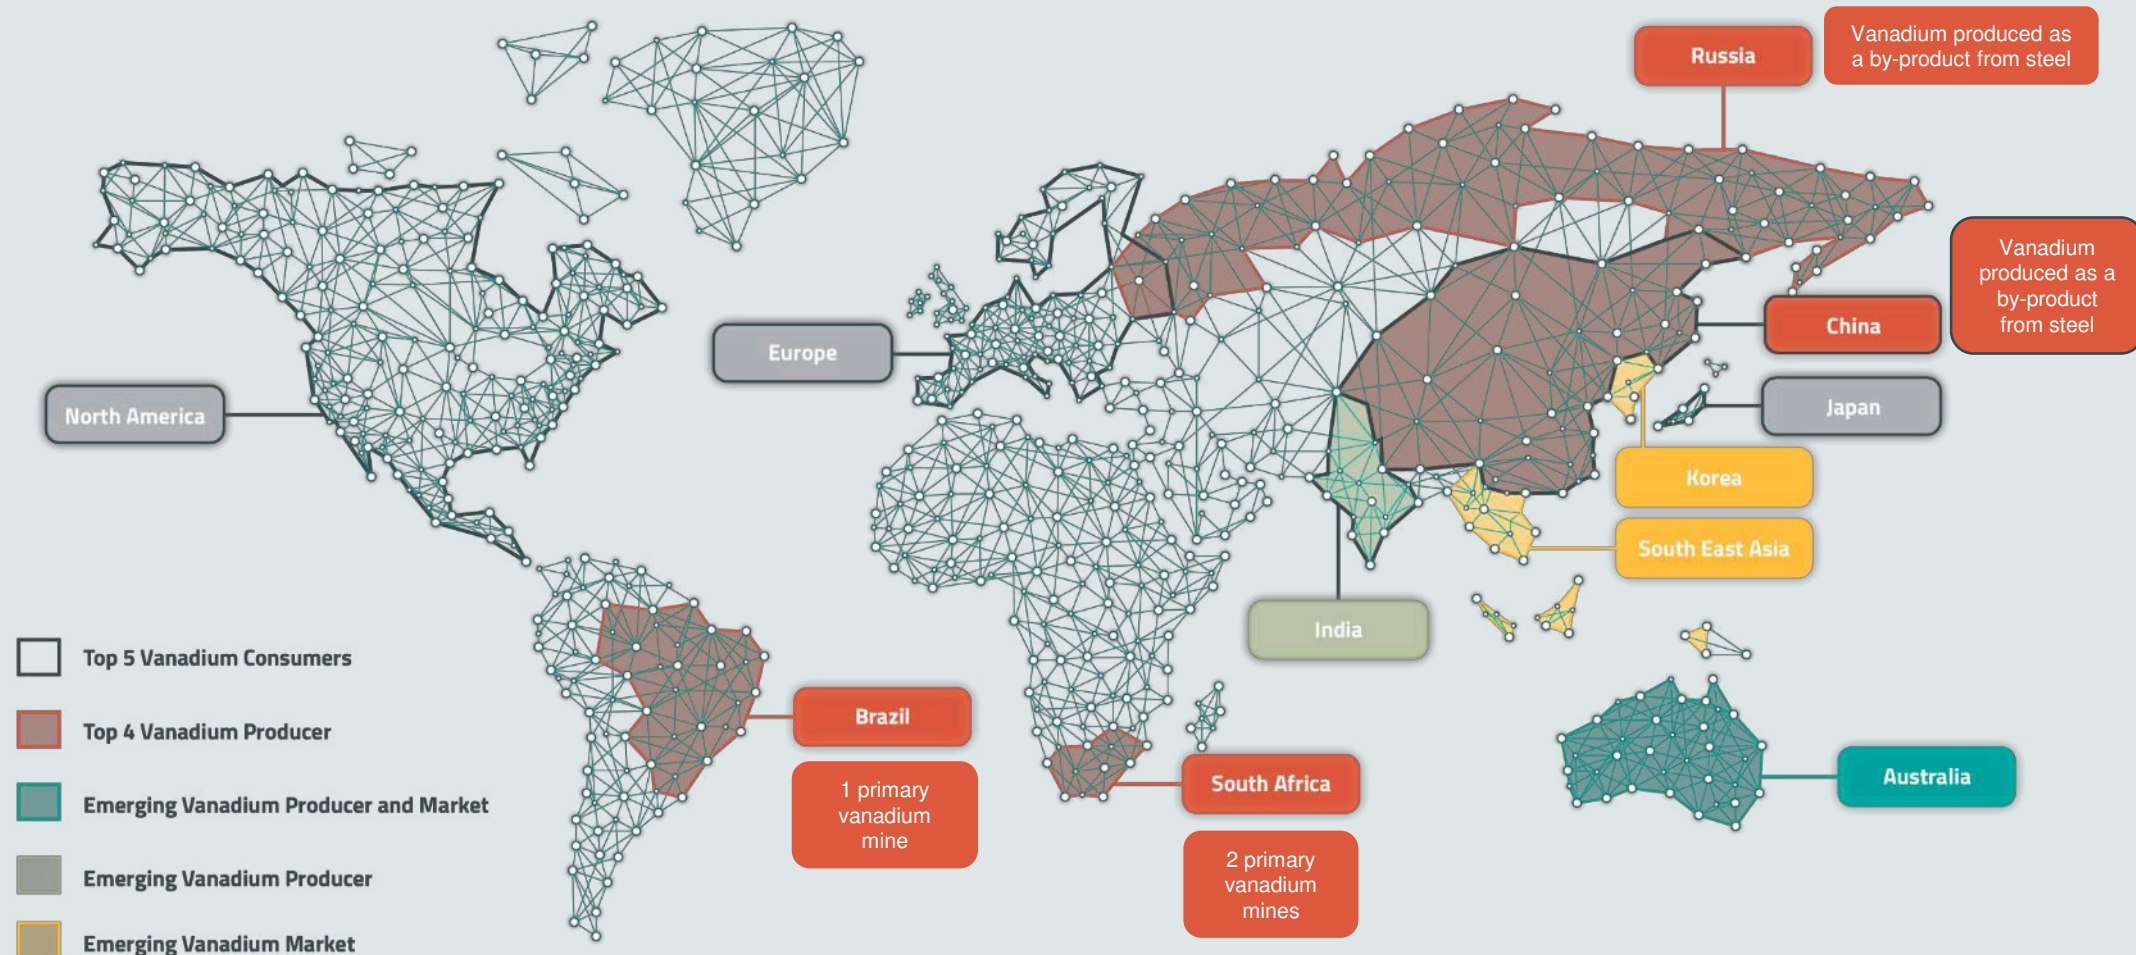 Russia
Vanadium produced as
a by-product from steel
Vanadium
produced as a
by-product
from steel
China
Europe
Japan
North America
Korea
South East Asia
India
Top 5 Vanadium Consumers
Brazil
Top 4 Vanadium Producer
Australia
South Africa
1 primary
vanadium
mine
Emerging Vanadium Producer and Market
2 primary
vanadium
mines
Emerging Vanadium Producer
Emerging Vanadium Market